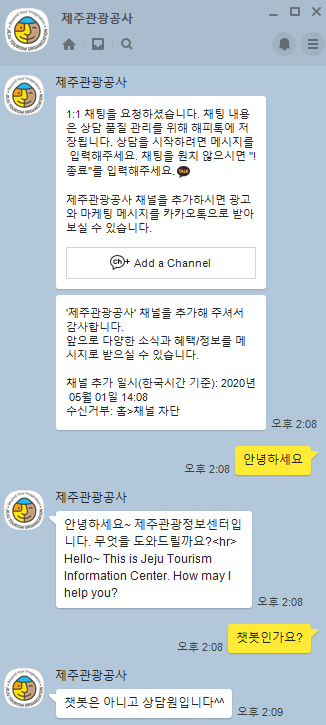 제주관광공사
제주관광공사
1:1 채팅을 요청하셨습니다. 채팅 내용
은 상담 품질 관리를 위해 해피톡에 저
장됩니다. 상담을 시작하려면 메시지를
입력해주세요. 채팅을 원치 않으시면 "!
종료"를 입력해주세요.
TALK
제주관광공사 채널을 추가하시면 광고
와 마케팅 메시지를 카카오톡으로 받아
보실 수 있습니다.
ch+ Add a Channel
'제주관광공사' 채널을 추가해 주셔서
감사합니다.
앞으로 다양한 소식과 혜택/정보를 메
시지로 받으실 수 있습니다.
채널 추가 일시(한국시간 기준): 2020년
05월 01일 14:08
수신거부: 홈>채널 차단
오후 2:08
안녕하세요
오후 2:08
제주관광공사
안녕하세요~ 제주관광정보센터입
니다. 무엇을 도와드릴까요?<hr>
Hello~ This is Jeju Tourism
Information Center. How may I
help you?
오후 2:08
챗봇인가요?
오후 2:08
제주관광공사
챗봇은 아니고 상담원입니다^^
오후 2:09